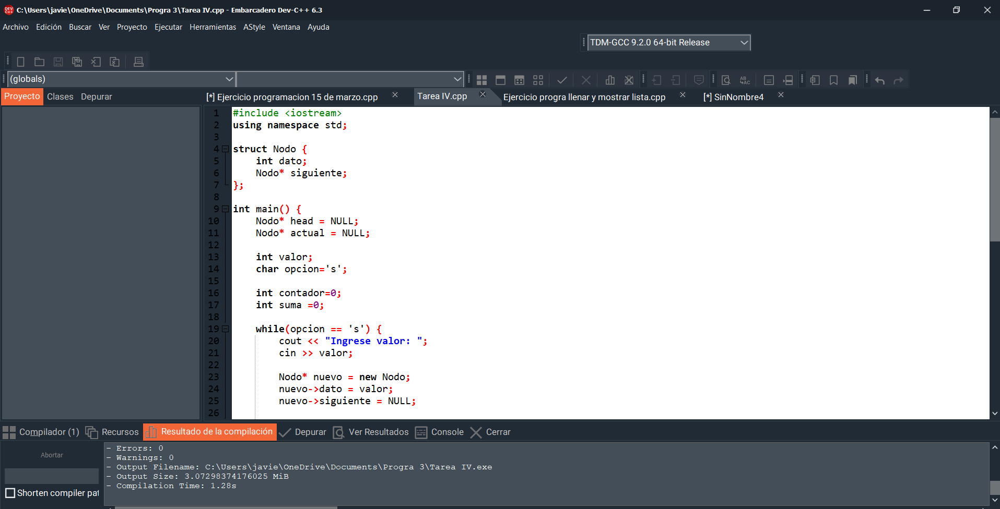 C:\Users\javie\OneDrive\Documents\Progra 3\Tarea IV.cpp - Embarcadero Dev-C++ 6.3
Archivo Edición Buscar Ver Proyecto Ejecutar Herramientas AStyle Ventana Ayuda
TDM-GCC 9.2.0 64-bit Release
(globals)
Proyecto Clases Depurar
[*] Ejercicio programacion 15 de marzo.cpp Tarea IV.cpp Ejercicio progra llenar y mostrar lista.cpp [*] SinNombre4
1 #include <iostream>
2 using namespace std;
3
4 struct Nodo {
5 int dato;
6 Nodo* siguiente;
7 };
8
9 int main() {
10 Nodo* head = NULL;
11 Nodo* actual = NULL;
12
13 int valor;
14 char opcion='s';
15
16 int contador=0;
17 int suma =0;
18
19 while(opcion == 's') {
20 cout << "Ingrese valor: ";
21 cin >> valor;
22
23 Nodo* nuevo = new Nodo;
24 nuevo->dato = valor;
25 nuevo->siguiente = NULL;
26
Compilador (1) Recursos Resultado de la compilación Depurar Ver Resultados Console Cerrar
Abortar
Shorten compiler pat
- Errors: 0
- Warnings: 0
- Output Filename: C:\Users\javie\OneDrive\Documents\Progra 3\Tarea IV.exe
- Output Size: 3.07298374176025 MiB
- Compilation Time: 1.28s